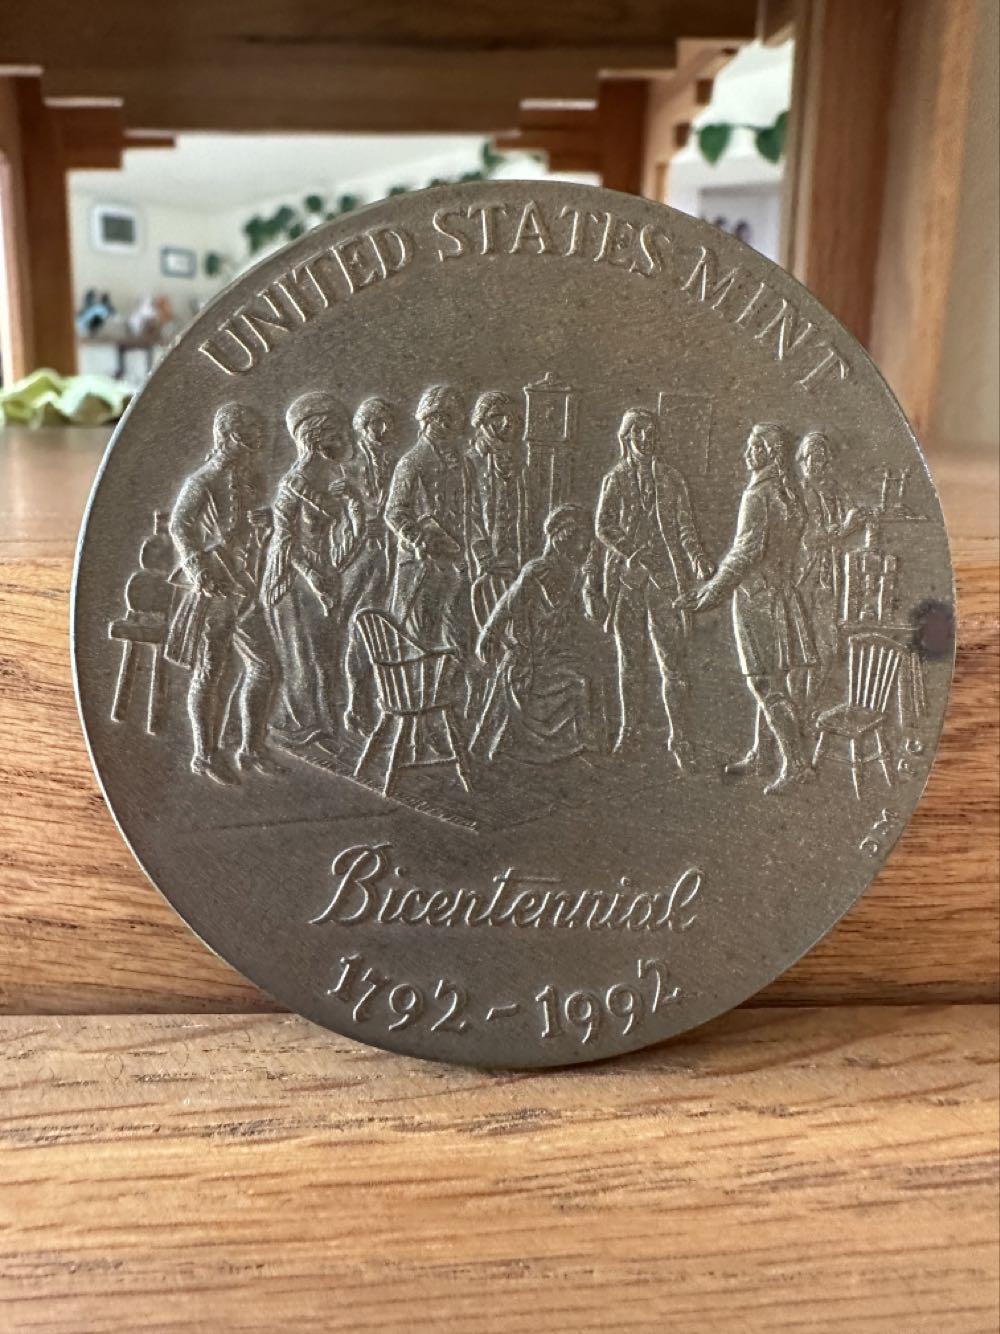 UNITED STATES MINT
Bicentennial
1792-1992